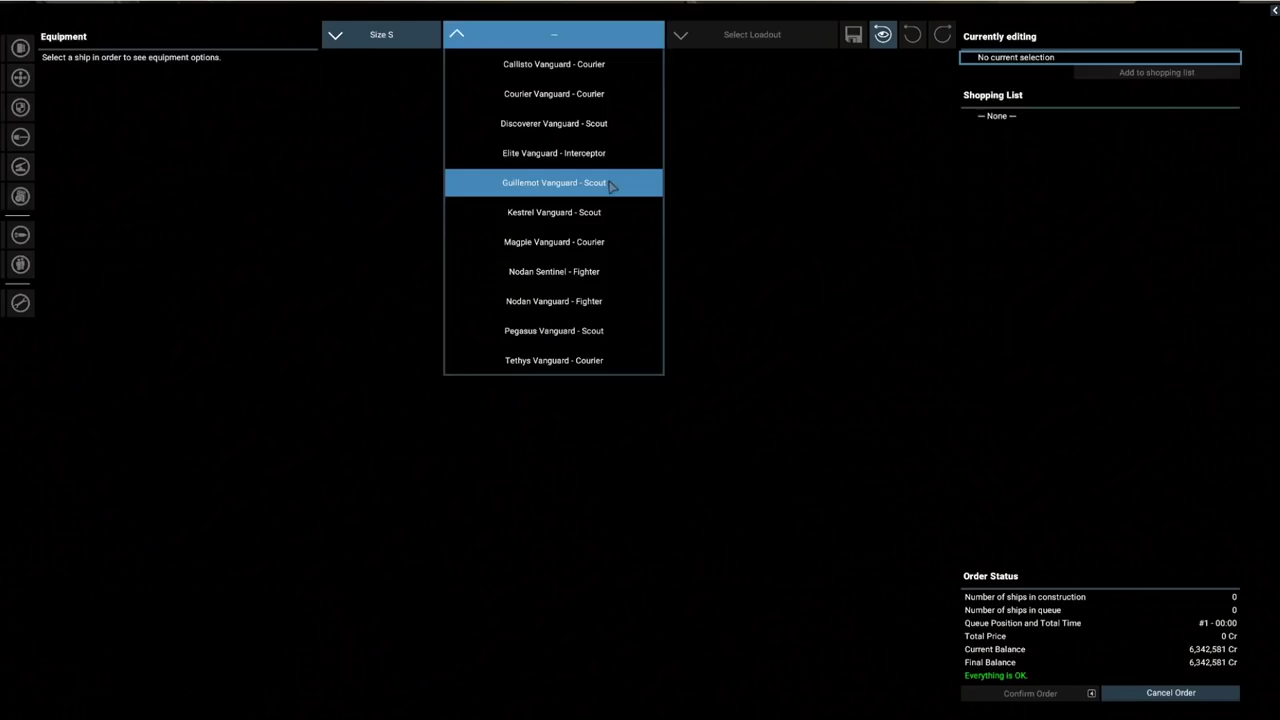 Equipment
Select a ship in order to see equipment options.
Size S
—
Select Loadout
Callisto Vanguard - Courier
Courier Vanguard - Courier
Discoverer Vanguard - Scout
Elite Vanguard - Interceptor
Guillemot Vanguard - Scout
Kestrel Vanguard - Scout
Magpie Vanguard - Courier
Nodan Sentinel - Fighter
Nodan Vanguard - Fighter
Pegasus Vanguard - Scout
Tethys Vanguard - Courier
Currently editing
No current selection
Add to shopping list
Shopping List
— None —
Order Status
Number of ships in construction 0
Number of ships in queue 0
Queue Position and Total Time #1 - 00:00
Total Price 0 Cr
Current Balance 6,342,581 Cr
Final Balance 6,342,581 Cr
Everything is OK.
Confirm Order
Cancel Order